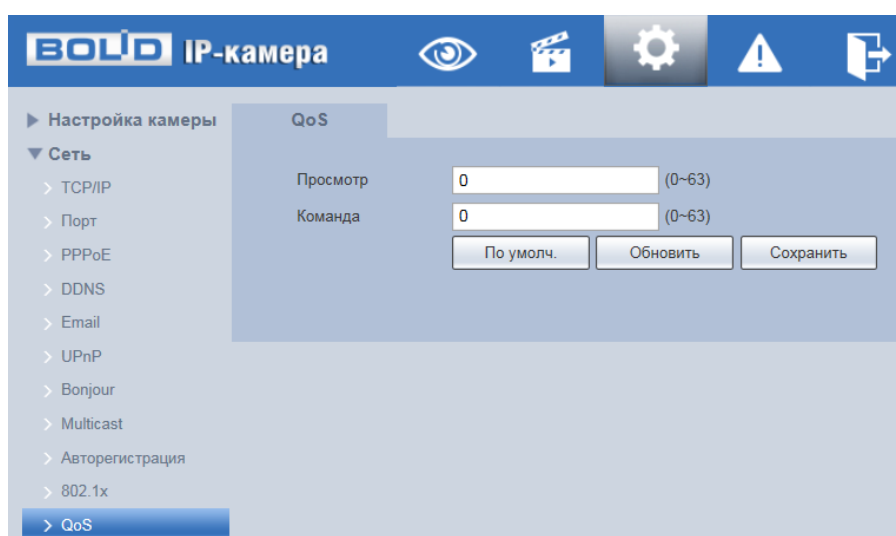 BOLID IP-камера
Настройка камеры
QoS
Сеть
TCP/IP
Просмотр 0 (0~63)
Порт
Команда 0 (0~63)
PPPoE
По умолч. Обновить Сохранить
DDNS
Email
UPnP
Bonjour
Multicast
Авторегистрация
802.1x
QoS